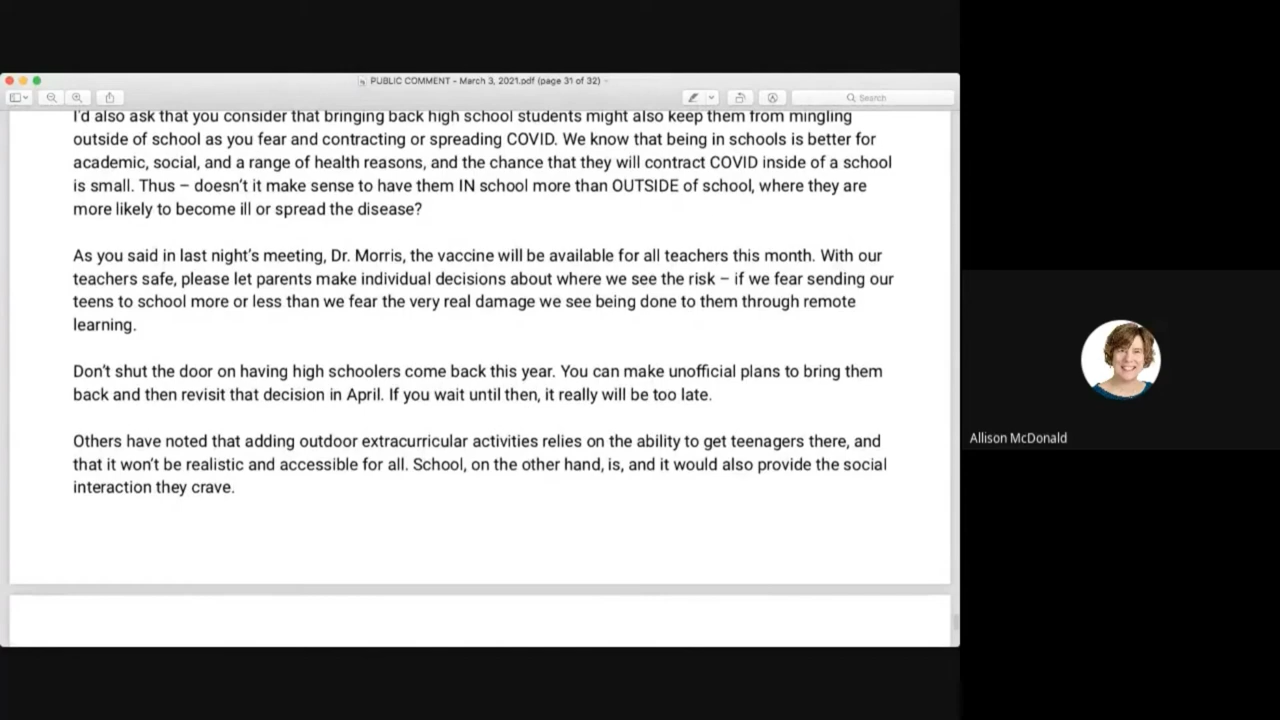 PUBLIC COMMENT - March 3, 2021.pdf (page 31 of 32)
Search
I'd also ask that you consider that bringing back high school students might also keep them from mingling
outside of school as you fear and contracting or spreading COVID. We know that being in schools is better for
academic, social, and a range of health reasons, and the chance that they will contract COVID inside of a school
is small. Thus – doesn't it make sense to have them IN school more than OUTSIDE of school, where they are
more likely to become ill or spread the disease?
As you said in last night's meeting, Dr. Morris, the vaccine will be available for all teachers this month. With our
teachers safe, please let parents make individual decisions about where we see the risk – if we fear sending our
teens to school more or less than we fear the very real damage we see being done to them through remote
learning.
Don't shut the door on having high schoolers come back this year. You can make unofficial plans to bring them
back and then revisit that decision in April. If you wait until then, it really will be too late.
Others have noted that adding outdoor extracurricular activities relies on the ability to get teenagers there, and
that it won't be realistic and accessible for all. School, on the other hand, is, and it would also provide the social
interaction they crave.
Allison McDonald